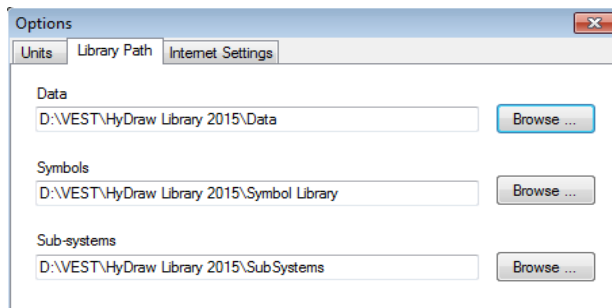 Options
Units Library Path Internet Settings
Data
D:\VEST\HyDraw Library 2015\Data Browse ...
Symbols
D:\VEST\HyDraw Library 2015\Symbol Library Browse ...
Sub-systems
D:\VEST\HyDraw Library 2015\SubSystems Browse ...